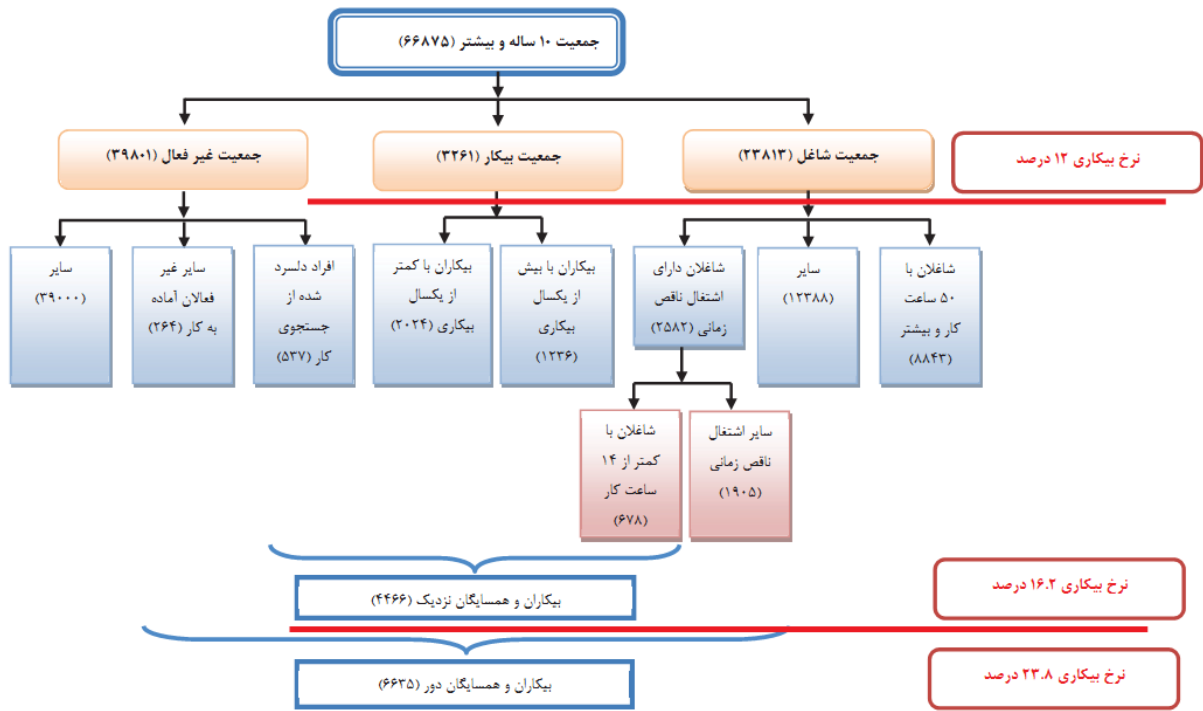 جمعیت ۱۰ ساله و بیشتر (۶۶۸۷۵)
جمعیت شاغل (۲۳۸۱۳)
جمعیت بیکار (۳۲۶۱)
جمعیت غیر فعال (۳۹۸۰۱)
نرخ بیکاری ۱۲ درصد
شاغلان با
۵۰ ساعت
کار و بیشتر
(۸۸۴۳)
سایر
(۱۲۳۸۸)
شاغلان دارای
اشتغال ناقص
زمانی (۲۵۸۲)
بیکاران با بیش
از یکسال
بیکاری
(۱۲۳۶)
بیکاران با کمتر
از یکسال
بیکاری (۲۰۲۴)
افراد دلسرد
شده از
جستجوی
کار (۵۳۷)
سایر غیر
فعالان آماده
به کار (۲۶۴)
سایر
(۳۹۰۰۰)
سایر اشتغال
ناقص زمانی
(۱۹۰۵)
شاغلان با
کمتر از ۱۴
ساعت کار
(۶۷۸)
نرخ بیکاری ۱۶.۲ درصد
بیکاران و همسایگان نزدیک (۴۴۶۶)
نرخ بیکاری ۲۳.۸ درصد
بیکاران و همسایگان دور (۶۶۳۵)